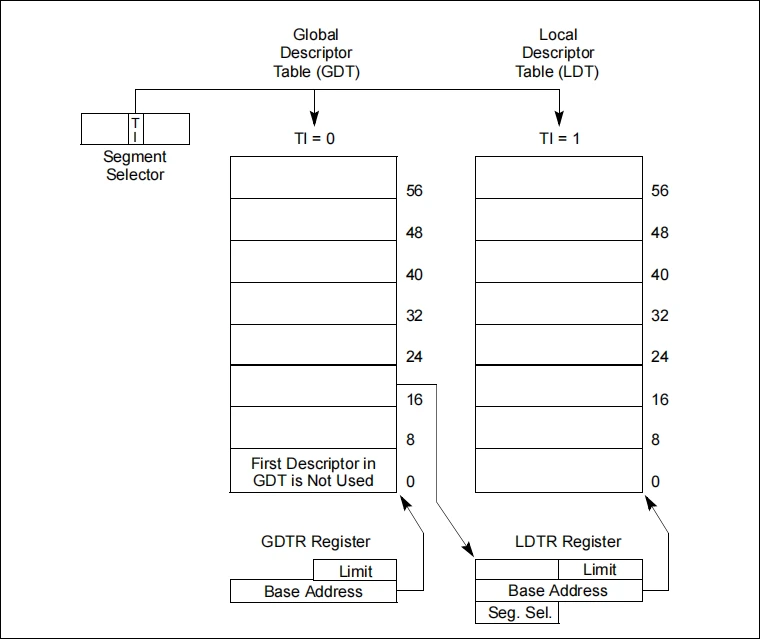 Global
Descriptor
Table (GDT)
Local
Descriptor
Table (LDT)
T
I
Segment
Selector
TI = 0
TI = 1
56
48
40
32
24
16
8
First Descriptor in
GDT is Not Used
0
56
48
40
32
24
16
8
0
GDTR Register
Limit
Base Address
LDTR Register
Limit
Base Address
Seg. Sel.